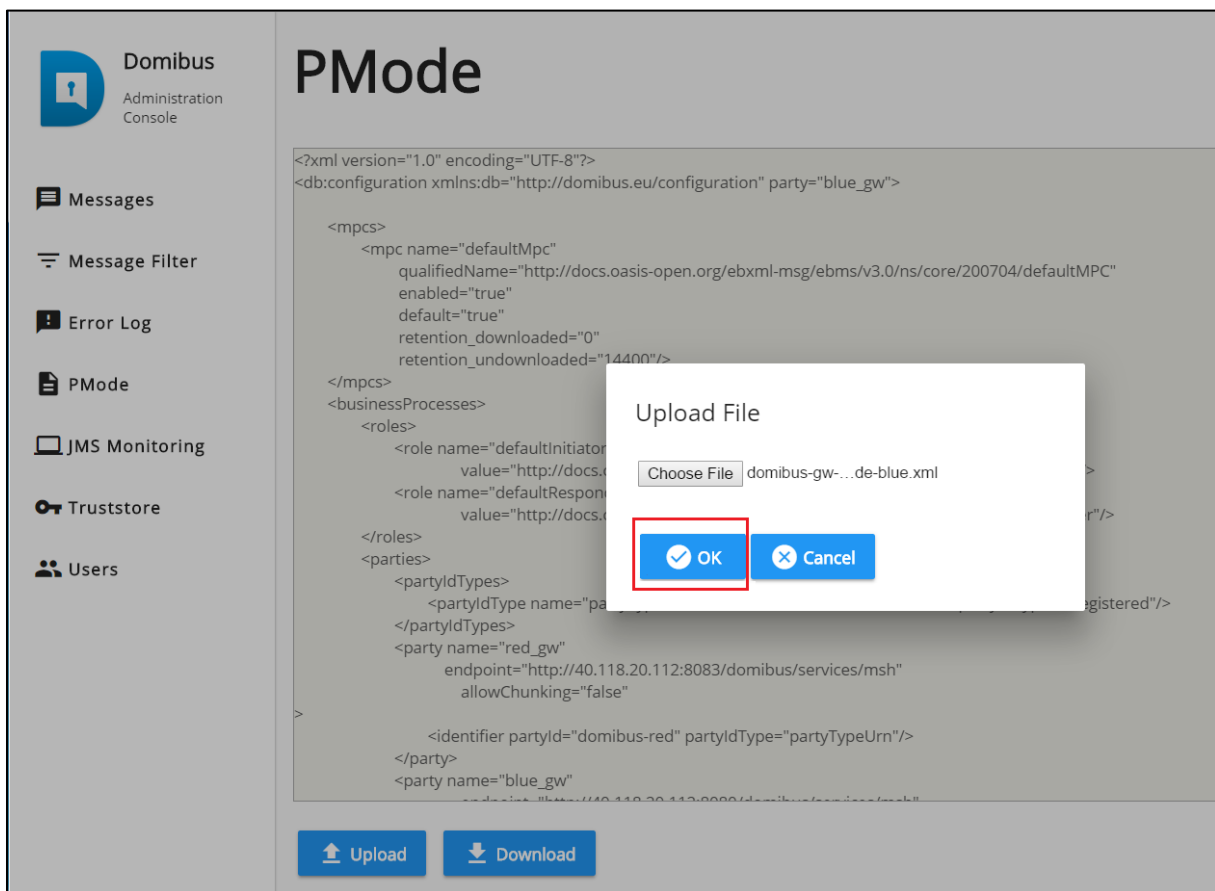 Domibus
Administration
Console
Messages
Message Filter
Error Log
PMode
JMS Monitoring
Truststore
Users
PMode
<?xml version="1.0" encoding="UTF-8"?>
<db:configuration xmlns:db="http://domibus.eu/configuration" party="blue_gw">
<mpcs>
<mpc name="defaultMpc"
qualifiedName="http://docs.oasis-open.org/ebxml-msg/ebms/v3.0/ns/core/200704/defaultMPC"
enabled="true"
default="true"
retention_downloaded="0"
retention_undownloaded="14400"/>
</mpcs>
<businessProcesses>
<roles>
<role name="defaultInitiator
value="http://docs. />
<role name="defaultRespon
value="http://docs. r"/>
</roles>
<parties>
<partyIdTypes>
<partyIdType name="pa egistered"/>
</partyIdTypes>
<party name="red_gw"
endpoint="http://40.118.20.112:8083/domibus/services/msh"
allowChunking="false"
>
<identifier partyId="domibus-red" partyIdType="partyTypeUrn"/>
</party>
<party name="blue_gw"
Upload File
Choose File domibus-gw-...de-blue.xml
OK Cancel
Upload Download